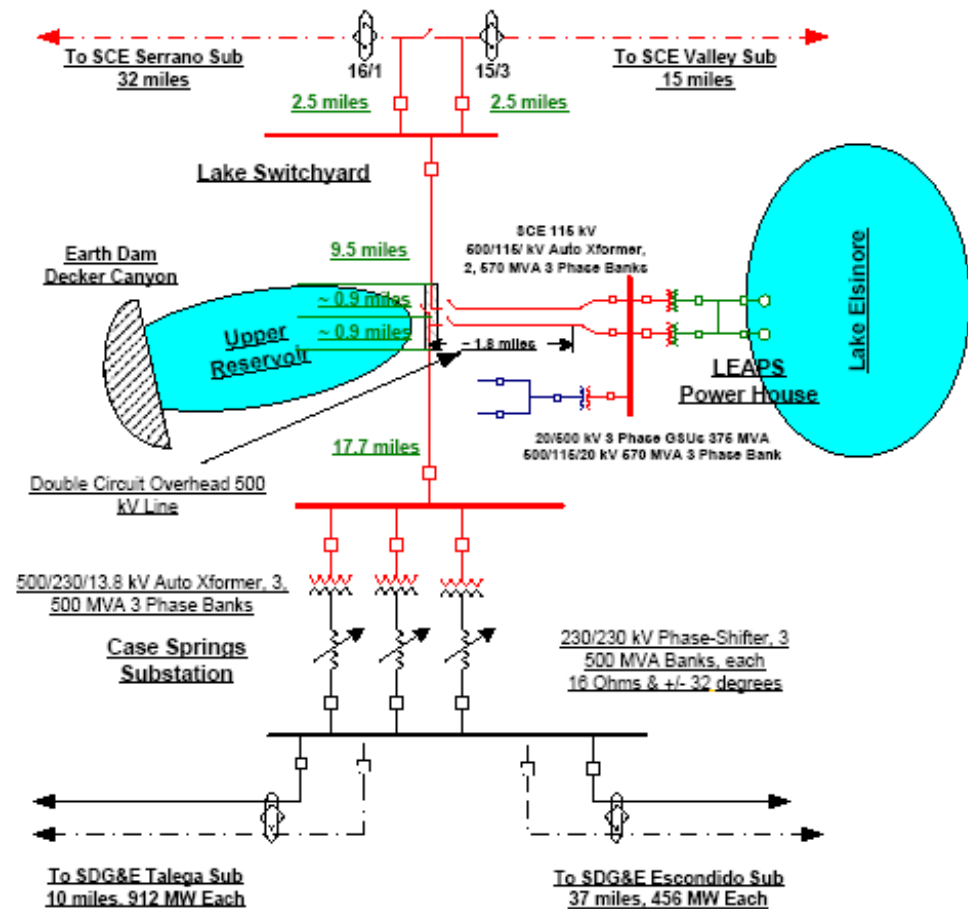 To SCE Serrano Sub
32 miles
16/1
15/3
To SCE Valley Sub
15 miles
2.5 miles
2.5 miles
Lake Switchyard
SCE 115 kV
500/115/ kV Auto Xformer,
2, 570 MVA 3 Phase Banks
Earth Dam
Decker Canyon
9.5 miles
~ 0.9 miles
~ 0.9 miles
Upper
Reservoir
~ 1.8 miles
LEAPS
Power House
Lake Elsinore
20/500 kV 3 Phase GSUs 375 MVA
500/115/20 kV 570 MVA 3 Phase Bank
17.7 miles
Double Circuit Overhead 500
kV Line
500/230/13.8 kV Auto Xformer, 3,
500 MVA 3 Phase Banks
Case Springs
Substation
230/230 kV Phase-Shifter, 3
500 MVA Banks, each
16 Ohms & +/- 32 degrees
To SDG&E Talega Sub
10 miles, 912 MW Each
To SDG&E Escondido Sub
37 miles, 456 MW Each